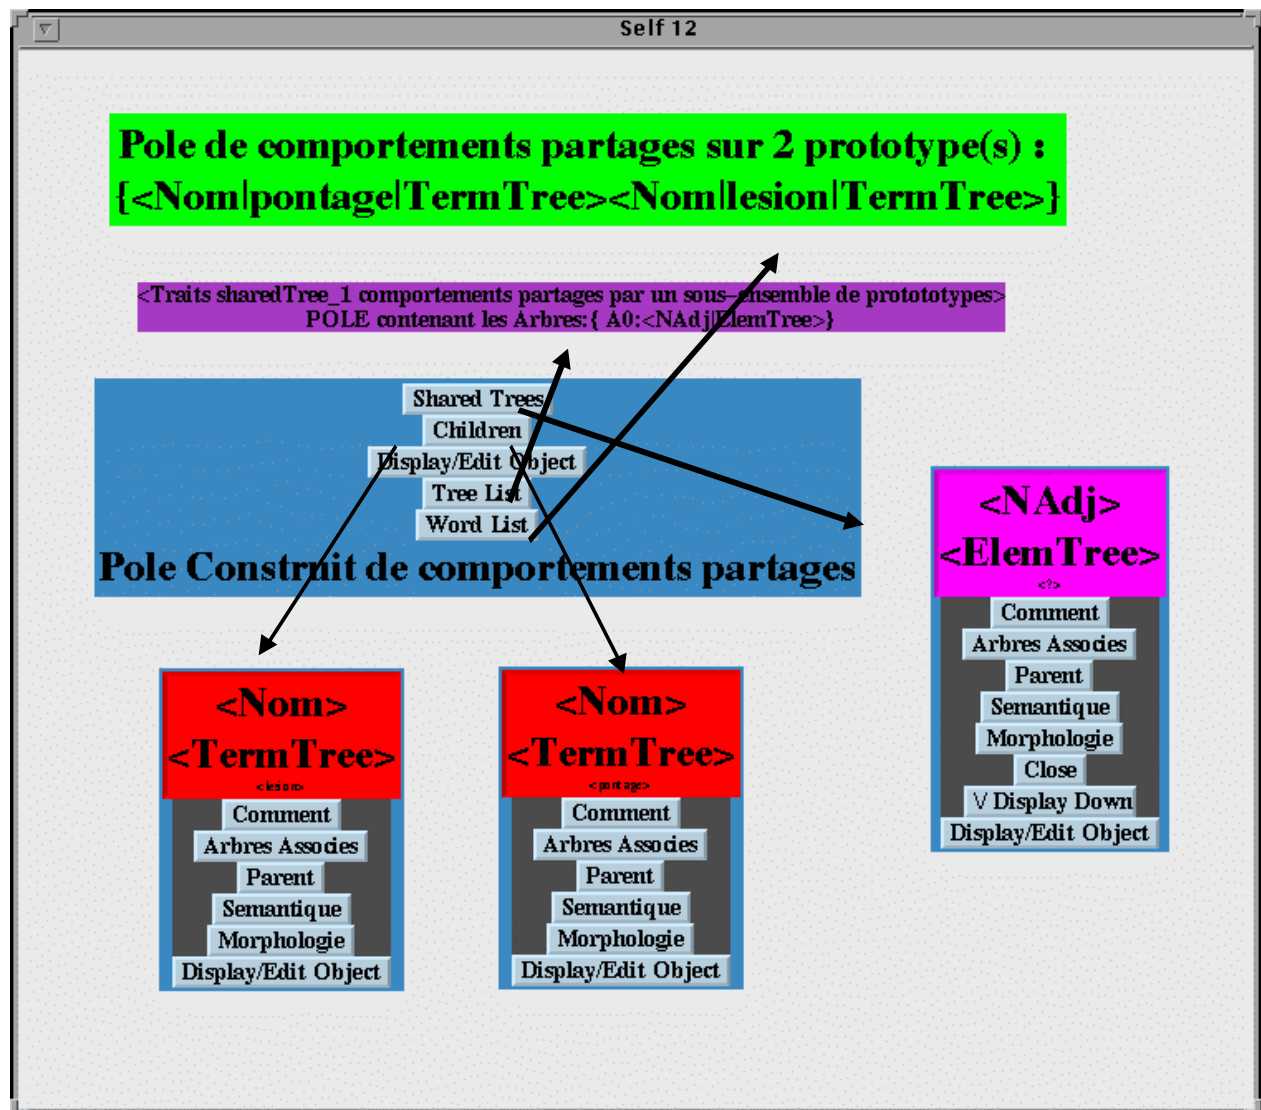 Self 12
Pole de comportements partages sur 2 prototype(s) :
{<Nom|pontage|TermTree><Nom|lesion|TermTree>}
<Traits sharedTree_1 comportements partages par un sous-ensemble de protototypes>
POLE contenant les Arbres:{ A0:<NAdj|ElemTree>}
Shared Trees
Children
Display/Edit Object
Tree List
Word List
Pole Construit de comportements partages
<NAdj>
<ElemTree>
<?>
Comment
Arbres Associes
Parent
Semantique
Morphologie
Close
\/ Display Down
Display/Edit Object
<Nom>
<TermTree>
<lesion>
Comment
Arbres Associes
Parent
Semantique
Morphologie
Display/Edit Object
<Nom>
<TermTree>
<pontage>
Comment
Arbres Associes
Parent
Semantique
Morphologie
Display/Edit Object